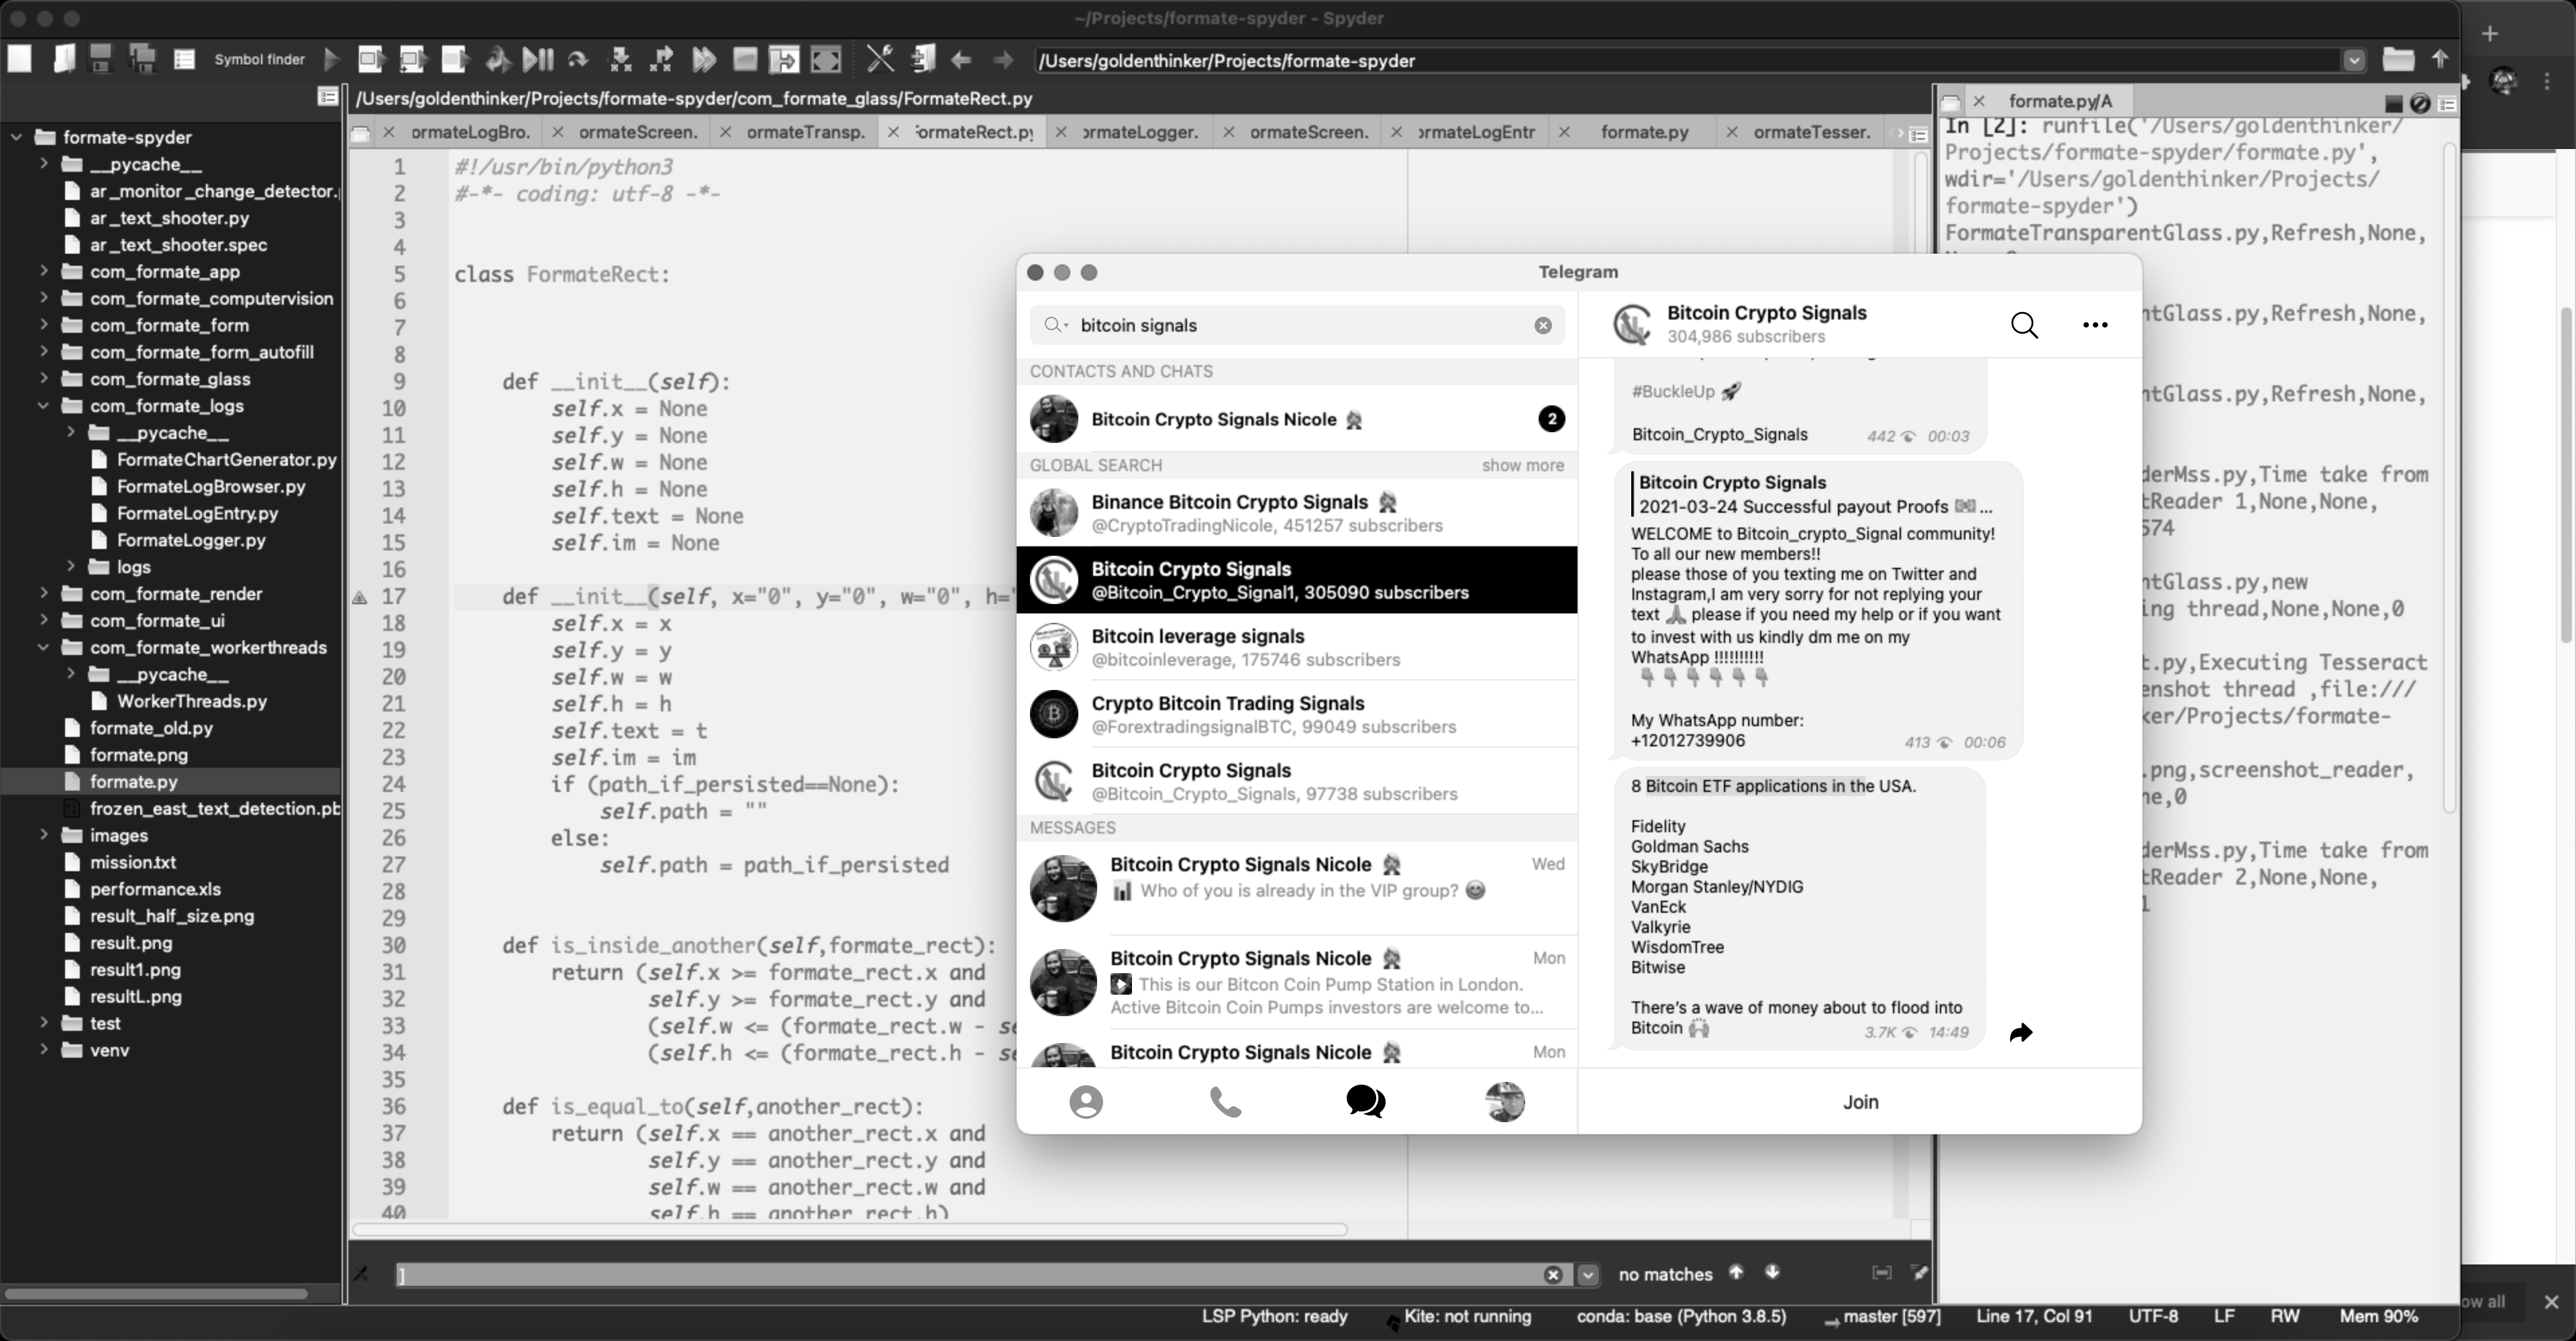 ~/Projects/formate-spyder - Spyder
Symbol finder
/Users/goldenthinker/Projects/formate-spyder
/Users/goldenthinker/Projects/formate-spyder/com_formate_glass/FormateRect.py
ormateLogBro.
ormateScreen.
ormateTransp.
ormateRect.py
ormateLogger.
ormateScreen.
ormateLogEntr
formate.py
ormateTesser.
formate-spyder
__pycache__
ar_monitor_change_detector.
ar_text_shooter.py
ar_text_shooter.spec
com_formate_app
com_formate_computervision
com_formate_form
com_formate_form_autofill
com_formate_glass
com_formate_logs
__pycache__
FormateChartGenerator.py
FormateLogBrowser.py
FormateLogEntry.py
FormateLogger.py
logs
com_formate_render
com_formate_ui
com_formate_workerthreads
__pycache__
WorkerThreads.py
formate_old.py
formate.png
formate.py
frozen_east_text_detection.pb
images
mission.txt
performance.xls
result_half_size.png
result.png
result1.png
resultL.png
test
venv
1 #!/usr/bin/python3
2 #-*- coding: utf-8 -*-
3
4
5 class FormateRect:
6
7
8
9 def __init__(self):
10 self.x = None
11 self.y = None
12 self.w = None
13 self.h = None
14 self.text = None
15 self.im = None
16
17 def __init__(self, x="0", y="0", w="0", h="
18 self.x = x
19 self.y = y
20 self.w = w
21 self.h = h
22 self.text = t
23 self.im = im
24 if (path_if_persisted==None):
25 self.path = ""
26 else:
27 self.path = path_if_persisted
28
29
30 def is_inside_another(self,formate_rect):
31 return (self.x >= formate_rect.x and
32 self.y >= formate_rect.y and
33 (self.w <= (formate_rect.w - se
34 (self.h <= (formate_rect.h - se
35
36 def is_equal_to(self,another_rect):
37 return (self.x == another_rect.x and
38 self.y == another_rect.y and
39 self.w == another_rect.w and
40 self.h == another_rect.h)
Telegram
bitcoin signals
CONTACTS AND CHATS
Bitcoin Crypto Signals Nicole
2
GLOBAL SEARCH show more
Binance Bitcoin Crypto Signals
@CryptoTradingNicole, 451257 subscribers
Bitcoin Crypto Signals
@Bitcoin_Crypto_Signal1, 305090 subscribers
Bitcoin leverage signals
@bitcoinleverage, 175746 subscribers
Crypto Bitcoin Trading Signals
@ForextradingsignalBTC, 99049 subscribers
Bitcoin Crypto Signals
@Bitcoin_Crypto_Signals, 97738 subscribers
MESSAGES
Bitcoin Crypto Signals Nicole Wed
Who of you is already in the VIP group? 😊
Bitcoin Crypto Signals Nicole Mon
This is our Bitcon Coin Pump Station in London.
Active Bitcoin Coin Pumps investors are welcome to...
Bitcoin Crypto Signals Nicole Mon
Bitcoin Crypto Signals
304,986 subscribers
#BuckleUp 🚀
Bitcoin_Crypto_Signals 442 00:03
Bitcoin Crypto Signals
2021-03-24 Successful payout Proofs 💵 ...
WELCOME to Bitcoin_crypto_Signal community!
To all our new members!!
please those of you texting me on Twitter and
Instagram,I am very sorry for not replying your
text 🙏 please if you need my help or if you want
to invest with us kindly dm me on my
WhatsApp !!!!!!!!!!
👇👇👇👇👇👇
My WhatsApp number:
+12012739906
413 00:06
8 Bitcoin ETF applications in the USA.
Fidelity
Goldman Sachs
SkyBridge
Morgan Stanley/NYDIG
VanEck
Valkyrie
WisdomTree
Bitwise
There's a wave of money about to flood into
Bitcoin 🙌 3.7K 14:49
Join
formate.py/A
In [2]: runfile('/Users/goldenthinker/
Projects/formate-spyder/formate.py',
wdir='/Users/goldenthinker/Projects/
formate-spyder')
FormateTransparentGlass.py,Refresh,None,
ntGlass.py,Refresh,None,
ntGlass.py,Refresh,None,
derMss.py,Time take from
tReader 1,None,None,
574
ntGlass.py,new
ing thread,None,None,0
t.py,Executing Tesseract
enshot thread ,file:///
ker/Projects/formate-
.png,screenshot_reader,
ne,0
derMss.py,Time take from
tReader 2,None,None,
1
]
no matches
LSP Python: ready
Kite: not running
conda: base (Python 3.8.5)
master [597]
Line 17, Col 91
UTF-8
LF
RW
Mem 90%
ow all